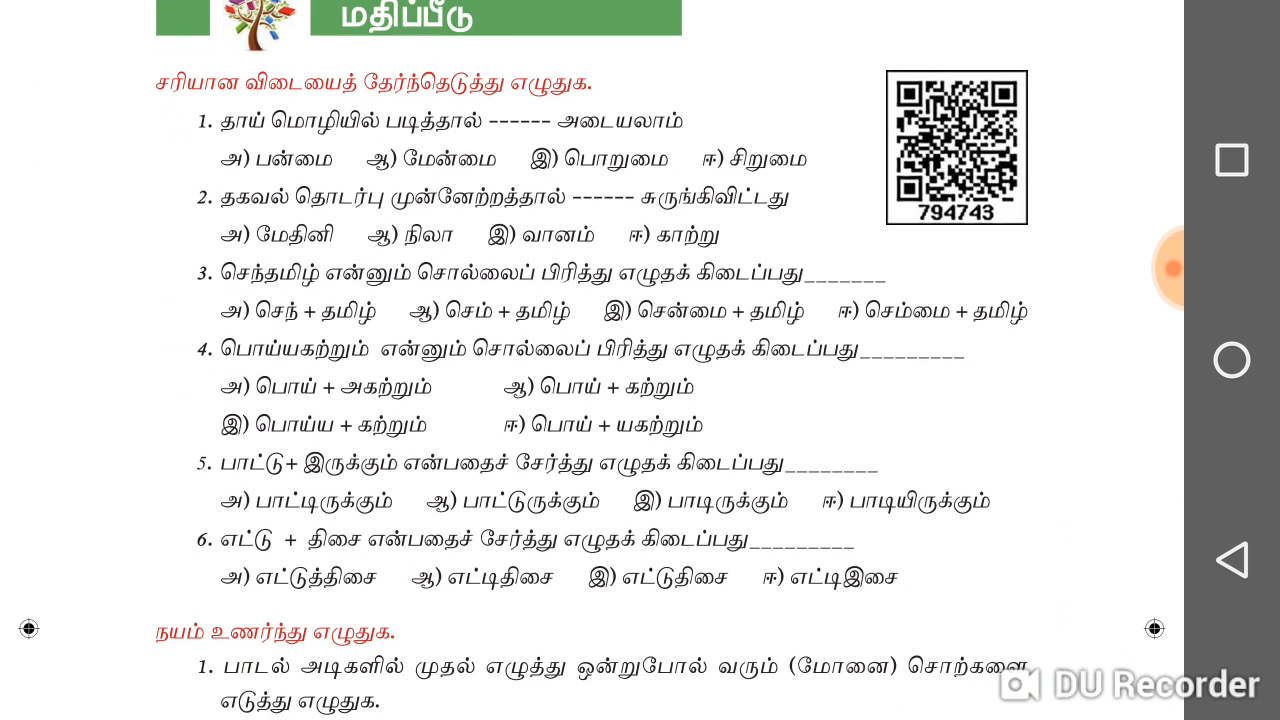 மதிப்பீடு
சரியான விடையைத் தேர்ந்தெடுத்து எழுதுக.
1. தாய் மொழியில் படித்தால் ------ அடையலாம்
அ) பன்மை ஆ) மேன்மை இ) பொறுமை ஈ) சிறுமை
2. தகவல் தொடர்பு முன்னேற்றத்தால் ------ சுருங்கிவிட்டது
அ) மேதினி ஆ) நிலா இ) வானம் ஈ) காற்று
794743
3. செந்தமிழ் என்னும் சொல்லைப் பிரித்து எழுதக் கிடைப்பது_______
அ) செந் + தமிழ் ஆ) செம் + தமிழ் இ) சென்மை + தமிழ் ஈ) செம்மை + தமிழ்
4. பொய்யகற்றும் என்னும் சொல்லைப் பிரித்து எழுதக் கிடைப்பது_________
அ) பொய் + அகற்றும் ஆ) பொய் + கற்றும்
இ) பொய்ய + கற்றும் ஈ) பொய் + யகற்றும்
5. பாட்டு+ இருக்கும் என்பதைச் சேர்த்து எழுதக் கிடைப்பது________
அ) பாட்டிருக்கும் ஆ) பாட்டுருக்கும் இ) பாடிருக்கும் ஈ) பாடியிருக்கும்
6. எட்டு + திசை என்பதைச் சேர்த்து எழுதக் கிடைப்பது_________
அ) எட்டுத்திசை ஆ) எட்டிதிசை இ) எட்டுதிசை ஈ) எட்டிஇசை
நயம் உணர்ந்து எழுதுக.
1. பாடல் அடிகளில் முதல் எழுத்து ஒன்றுபோல் வரும் (மோனை) சொற்களை
எடுத்து எழுதுக.
DU Recorder